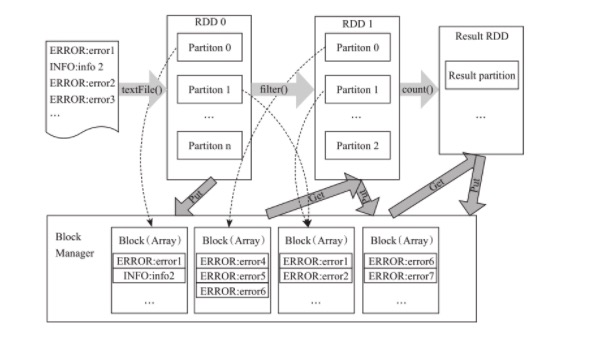 RDD 0
RDD 1
Result RDD
ERROR:error1
INFO:info 2
ERROR:error2
ERROR:error3
...
textFile()
Partiton 0
Partiton 1
...
Partiton n
filter()
Partiton 0
Partiton 1
...
Partiton 2
count()
Result partition
...
Put
Get
Put
Get
Put
Block
Manager
Block(Array)
ERROR:error1
INFO:info2
...
Block(Array)
ERROR:error4
ERROR:error5
ERROR:error6
Block(Array)
ERROR:error1
ERROR:error2
...
Block(Array)
ERROR:error6
ERROR:error7
...